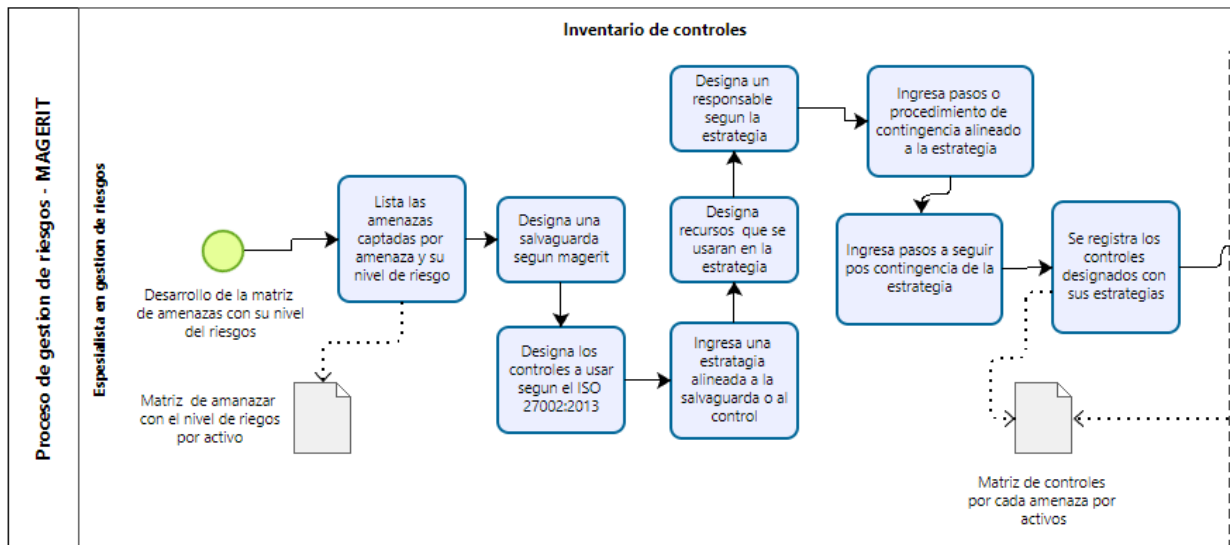 Proceso de gestion de riesgos - MAGERIT
Espesialista en gestion de riesgos
Inventario de controles
Desarrollo de la matriz
de amenazas con su nivel
del riesgos
Lista las
amenazas
captadas por
amenaza y su
nivel de riesgo
Matriz de amanazar
con el nivel de riegos
por activo
Designa una
salvaguarda
segun magerit
Designa los
controles a usar
segun el ISO
27002:2013
Ingresa una
estratagia
alineada a la
salvaguarda o al
control
Designa
recursos que se
usaran en la
estrategia
Designa un
responsable
segun la
estrategia
Ingresa pasos o
procedimiento de
contingencia alineado
a la estrategia
Ingresa pasos a seguir
pos contingencia de la
estrategia
Se registra los
controles
designados con
sus estrategias
Matriz de controles
por cada amenaza por
activos